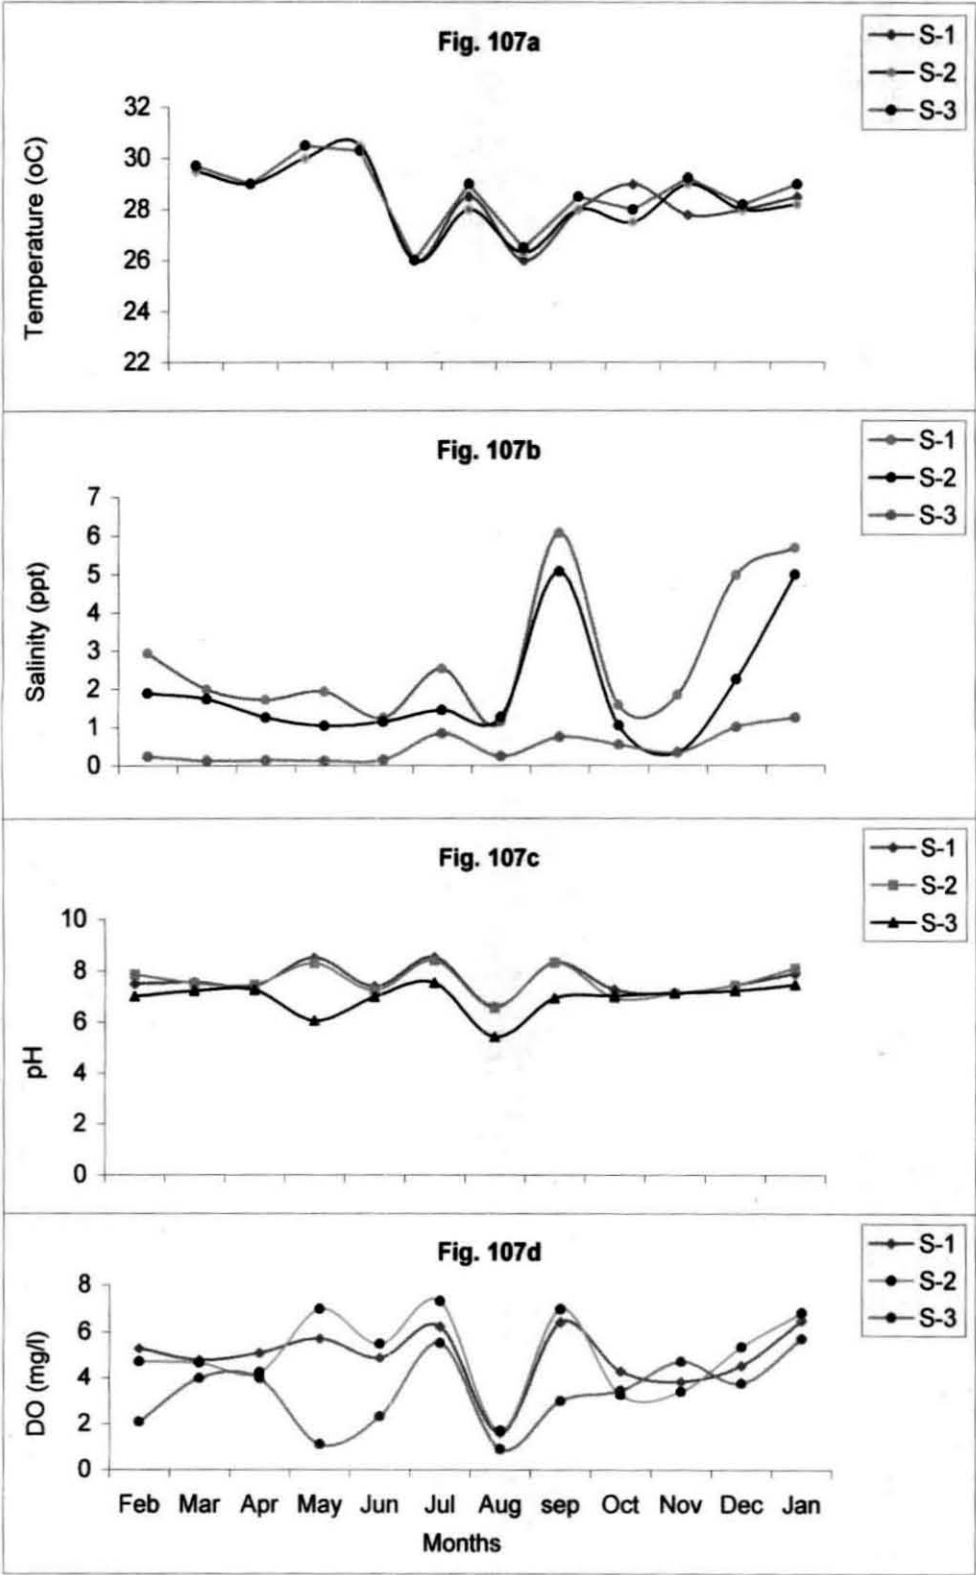 Fig. 107a
S-1
S-2
S-3
Temperature (oC)
32
30
28
26
24
22
Fig. 107b
S-1
S-2
S-3
Salinity (ppt)
7
6
5
4
3
2
1
0
Fig. 107c
S-1
S-2
S-3
pH
10
8
6
4
2
0
Fig. 107d
S-1
S-2
S-3
DO (mg/l)
8
6
4
2
0
Feb Mar Apr May Jun Jul Aug sep Oct Nov Dec Jan
Months